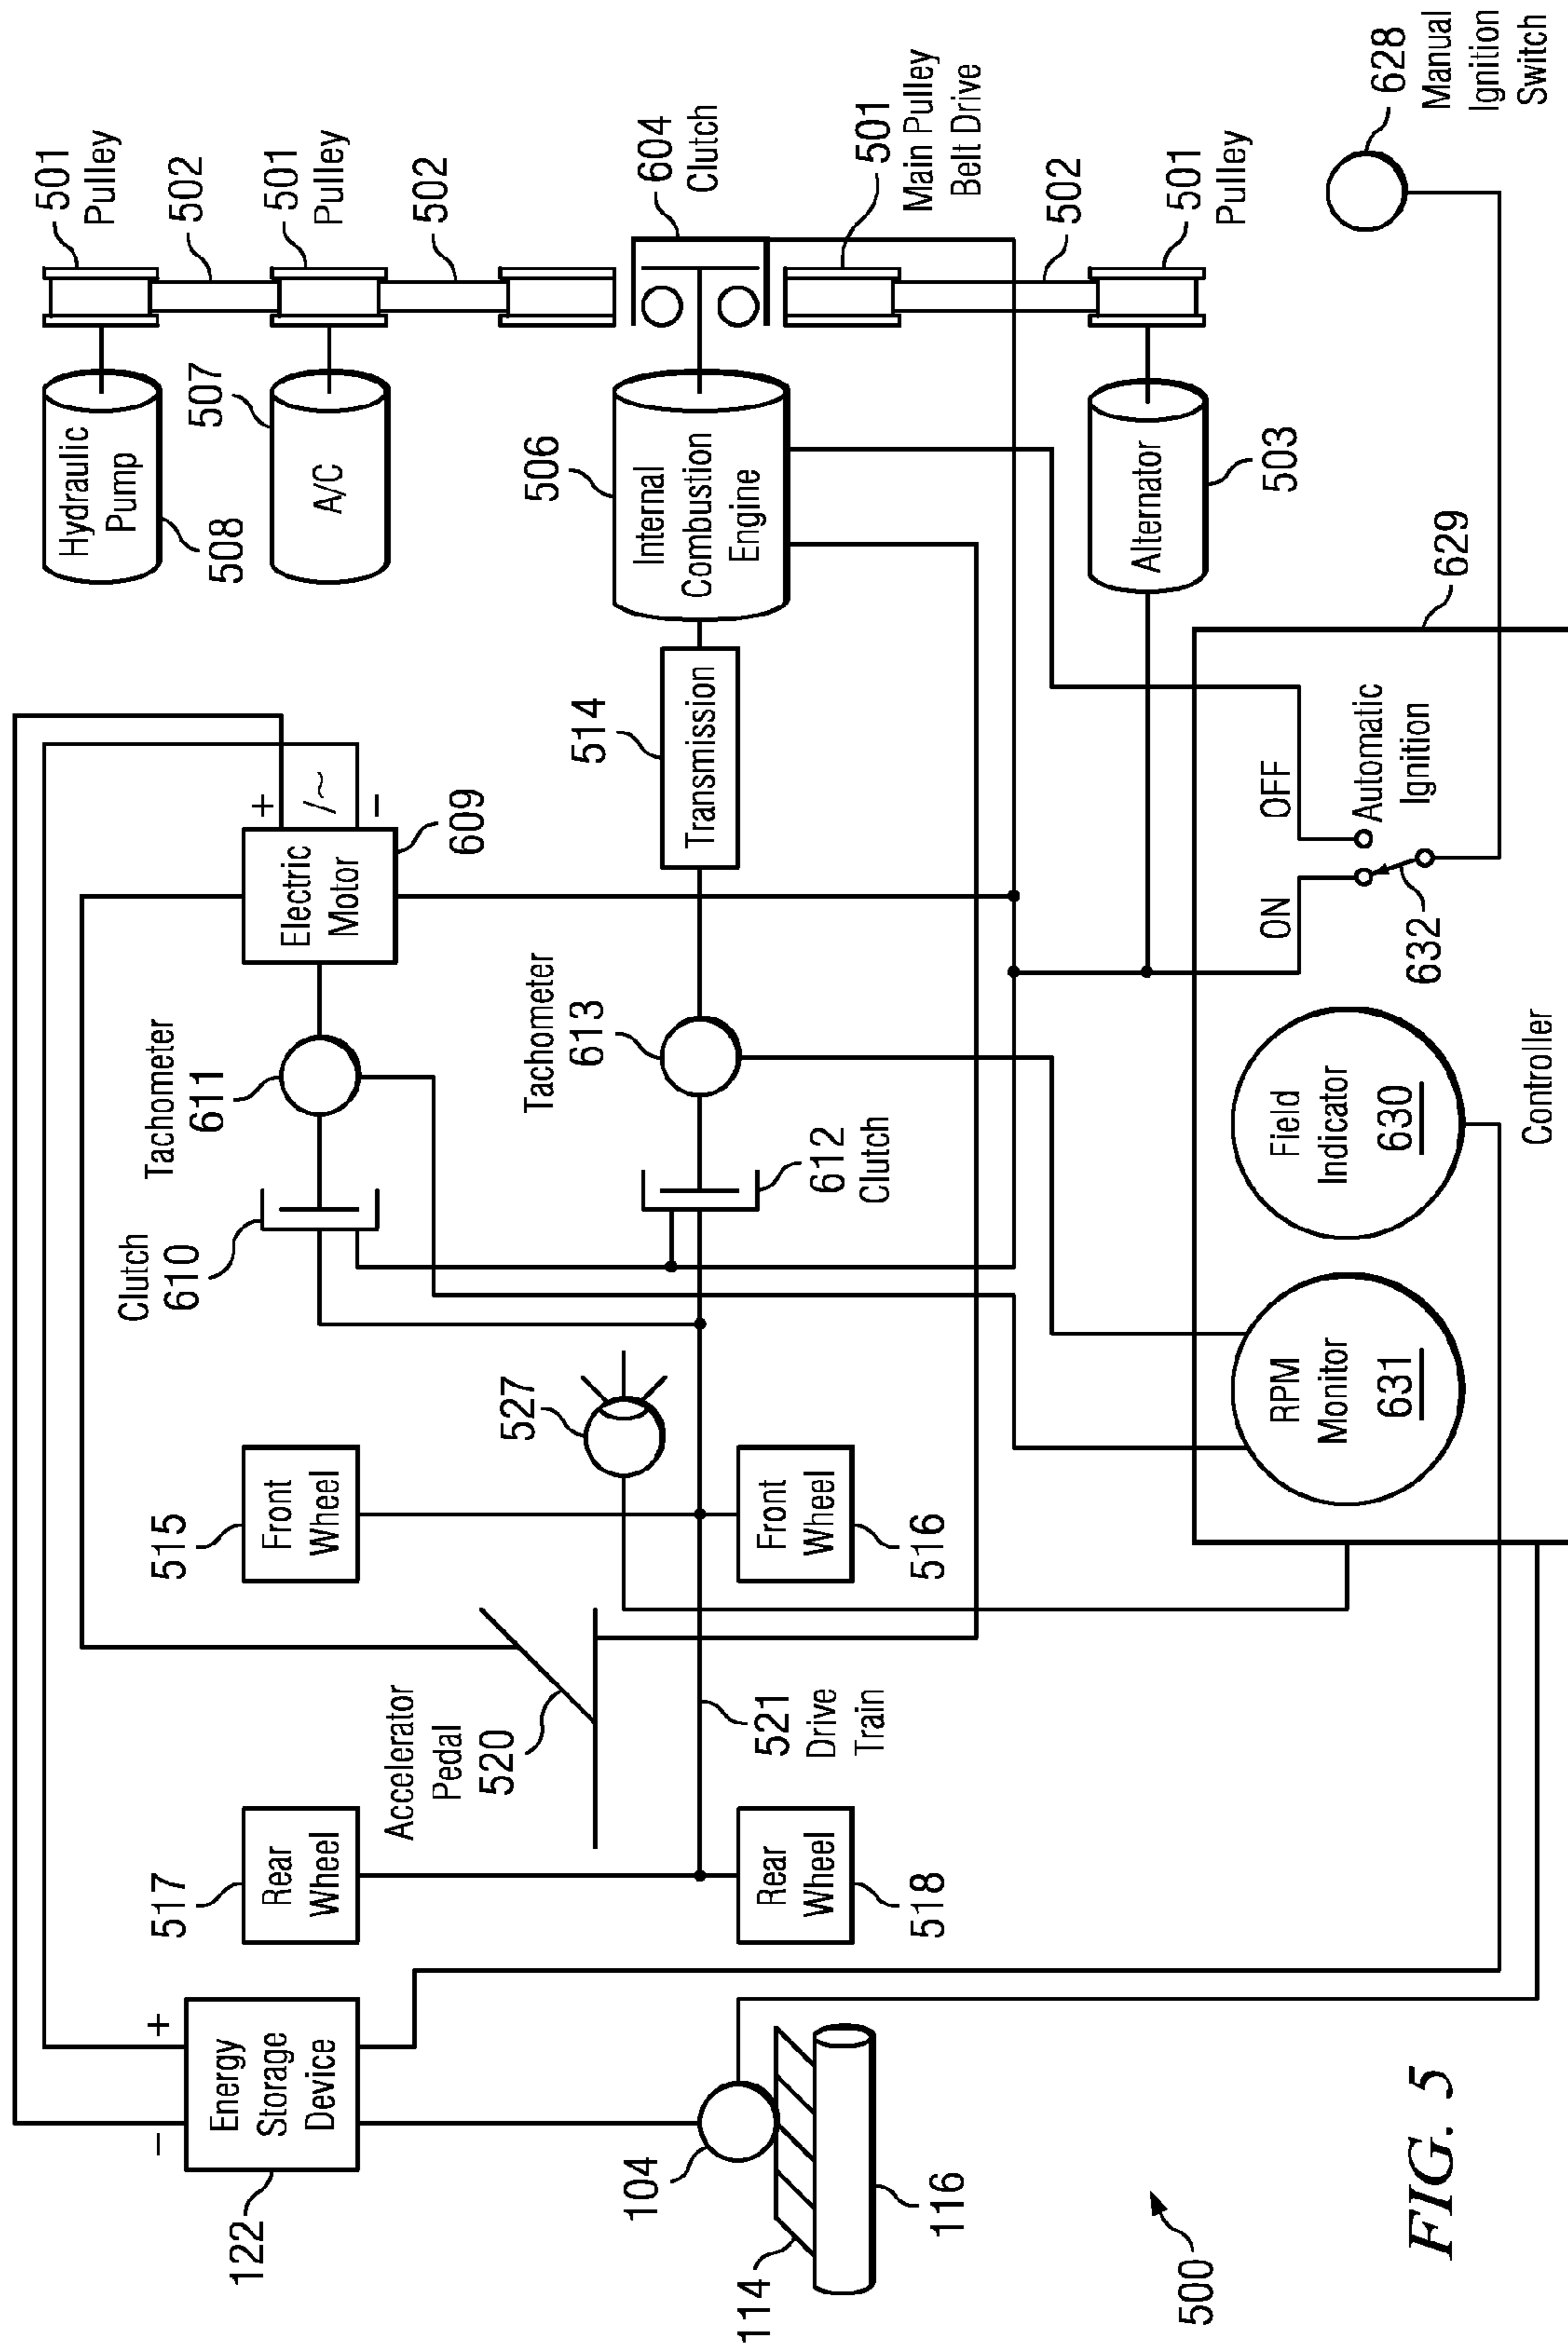 501
Pulley
502
501
Pulley
502
604
Clutch
501
Main Pulley
Belt Drive
502
501
Pulley
628
Manual
Ignition
Switch
Hydraulic
Pump
508
507
A/C
506
Internal
Combustion
Engine
Alternator
503
629
514
Transmission
+
/~
−
Electric
Motor
609
OFF
Automatic
Ignition
ON
632
Tachometer
611
Tachometer
613
Clutch
610
612
Clutch
Field
Indicator
630
Controller
RPM
Monitor
631
527
515
Front
Wheel
Front
Wheel
516
Accelerator
Pedal
520
521
Drive
Train
517
Rear
Wheel
Rear
Wheel
518
+
−
Energy
Storage
Device
122
104
114
116
500
FIG. 5